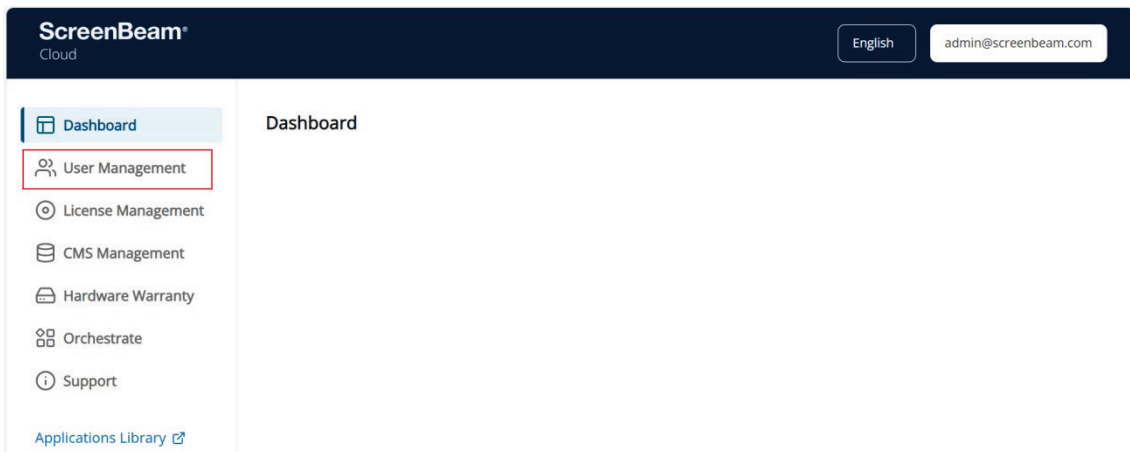 ScreenBeam®
Cloud
English
admin@screenbeam.com
Dashboard
Dashboard
User Management
License Management
CMS Management
Hardware Warranty
Orchestrate
Support
Applications Library